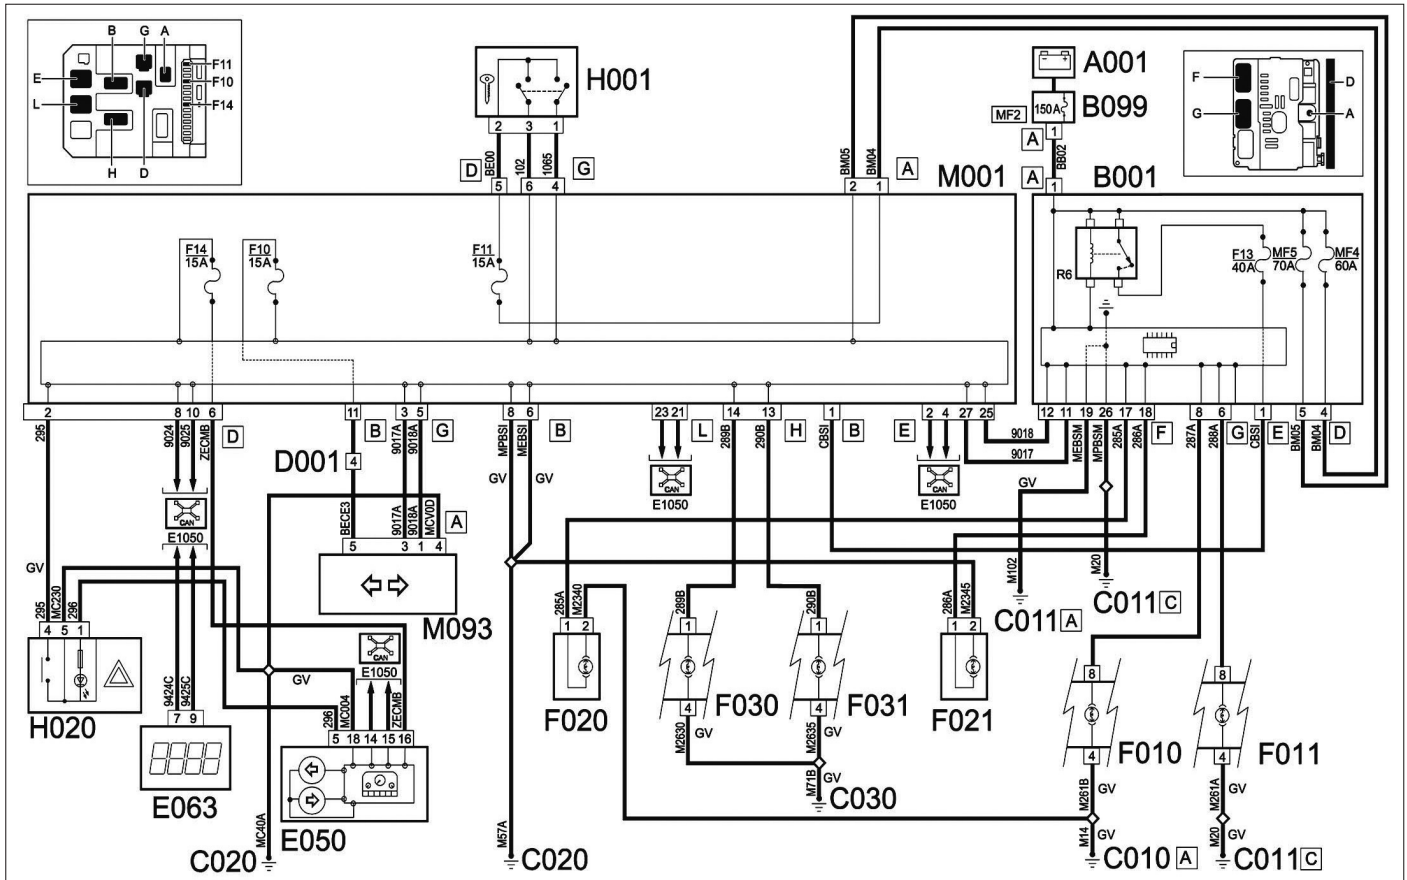 B G A
E
L
F11
F10
F14
H D
H001
2 3 1
D
BE00
102
1065
G
5 6 4
BM05
BM04
A
2 1
M001
A001
150A
B099
MF2
1
A
BB02
A
1
B001
F
G
D
A
F14
15A
F10
15A
F11
15A
R6
F13
40A
MF5
70A
MF4
60A
2 8 10 6 11 3 5 8 6 23 21 14 13 1 2 4 27 25
12 11 19 26 17 18 8 6 1 5 4
295
9024
9025
ZECMB
D
B
9017A
9018A
G
MPBSI
MEBSI
B
L
289B
290B
H
CBSI
B
E
9018
9017
MEBSM
MPBSM
285A
286A
F
287A
288A
G
CBSI
E
BM05
BM04
D
D001
4
GV
GV
GV
CAN
E1050
CAN
E1050
CAN
E1050
BECE3
9017A
9018A
MCV0D
A
5 3 1 4
M093
GV
295
MC230
296
4 5 1
H020
9424C
9425C
7 9
E063
GV
CAN
E1050
296
MC004
ZECMB
5 18 14 15 16
E050
MC40A
C020
M57A
C020
285A
M2340
1 2
F020
289B
1
4
F030
M2630
GV
290B
1
4
F031
M2635
GV
M71B
GV
C030
286A
M2345
1 2
F021
M102
C011 A
M20
C011 C
8
4
F010
M261B
GV
M14
GV
C010 A
8
4
F011
M261A
GV
M20
GV
C011 C